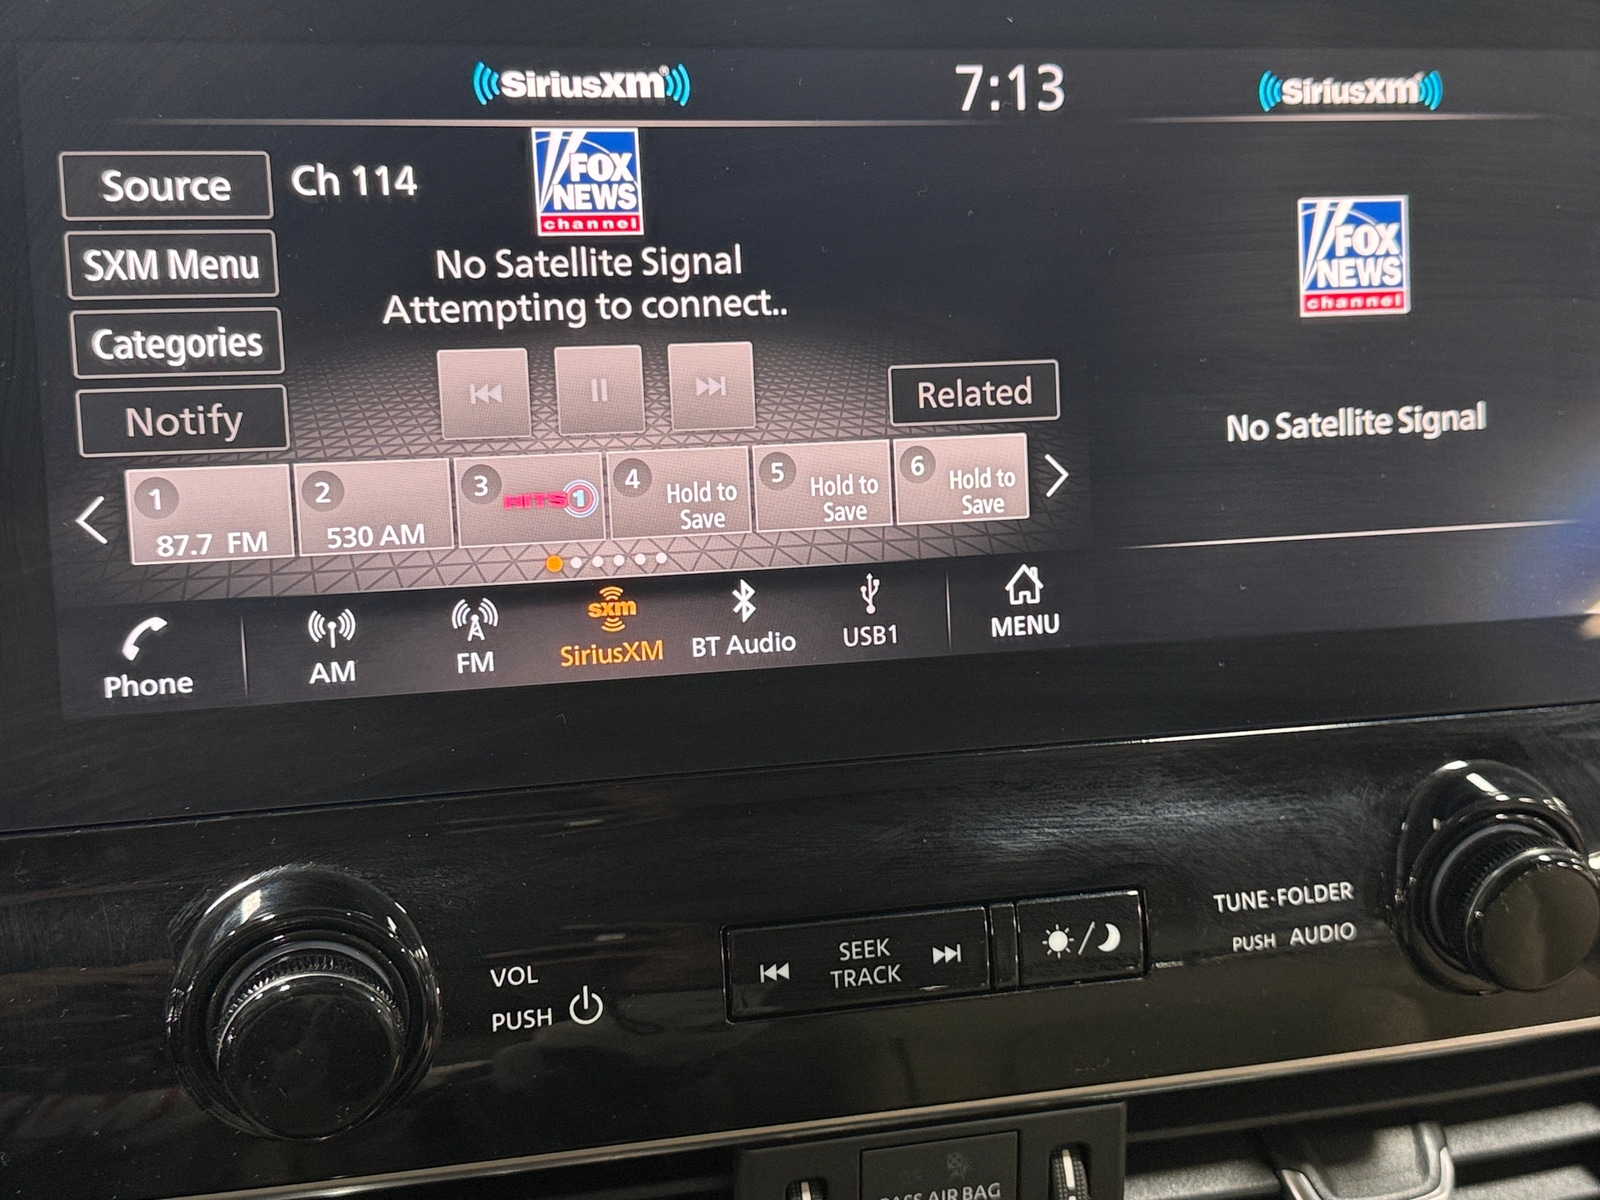 SiriusXM®
7:13
SiriusXM
Source
Ch 114
FOX
NEWS
channel
SXM Menu
No Satellite Signal
Attempting to connect..
FOX
NEWS
channel
Categories
Notify
Related
No Satellite Signal
1
87.7 FM
2
530 AM
3
HITS 1
4
Hold to
Save
5
Hold to
Save
6
Hold to
Save
Phone
AM
FM
sxm
SiriusXM
BT Audio
USB1
MENU
VOL
PUSH
SEEK
TRACK
TUNE·FOLDER
PUSH AUDIO
PASS AIR BAG